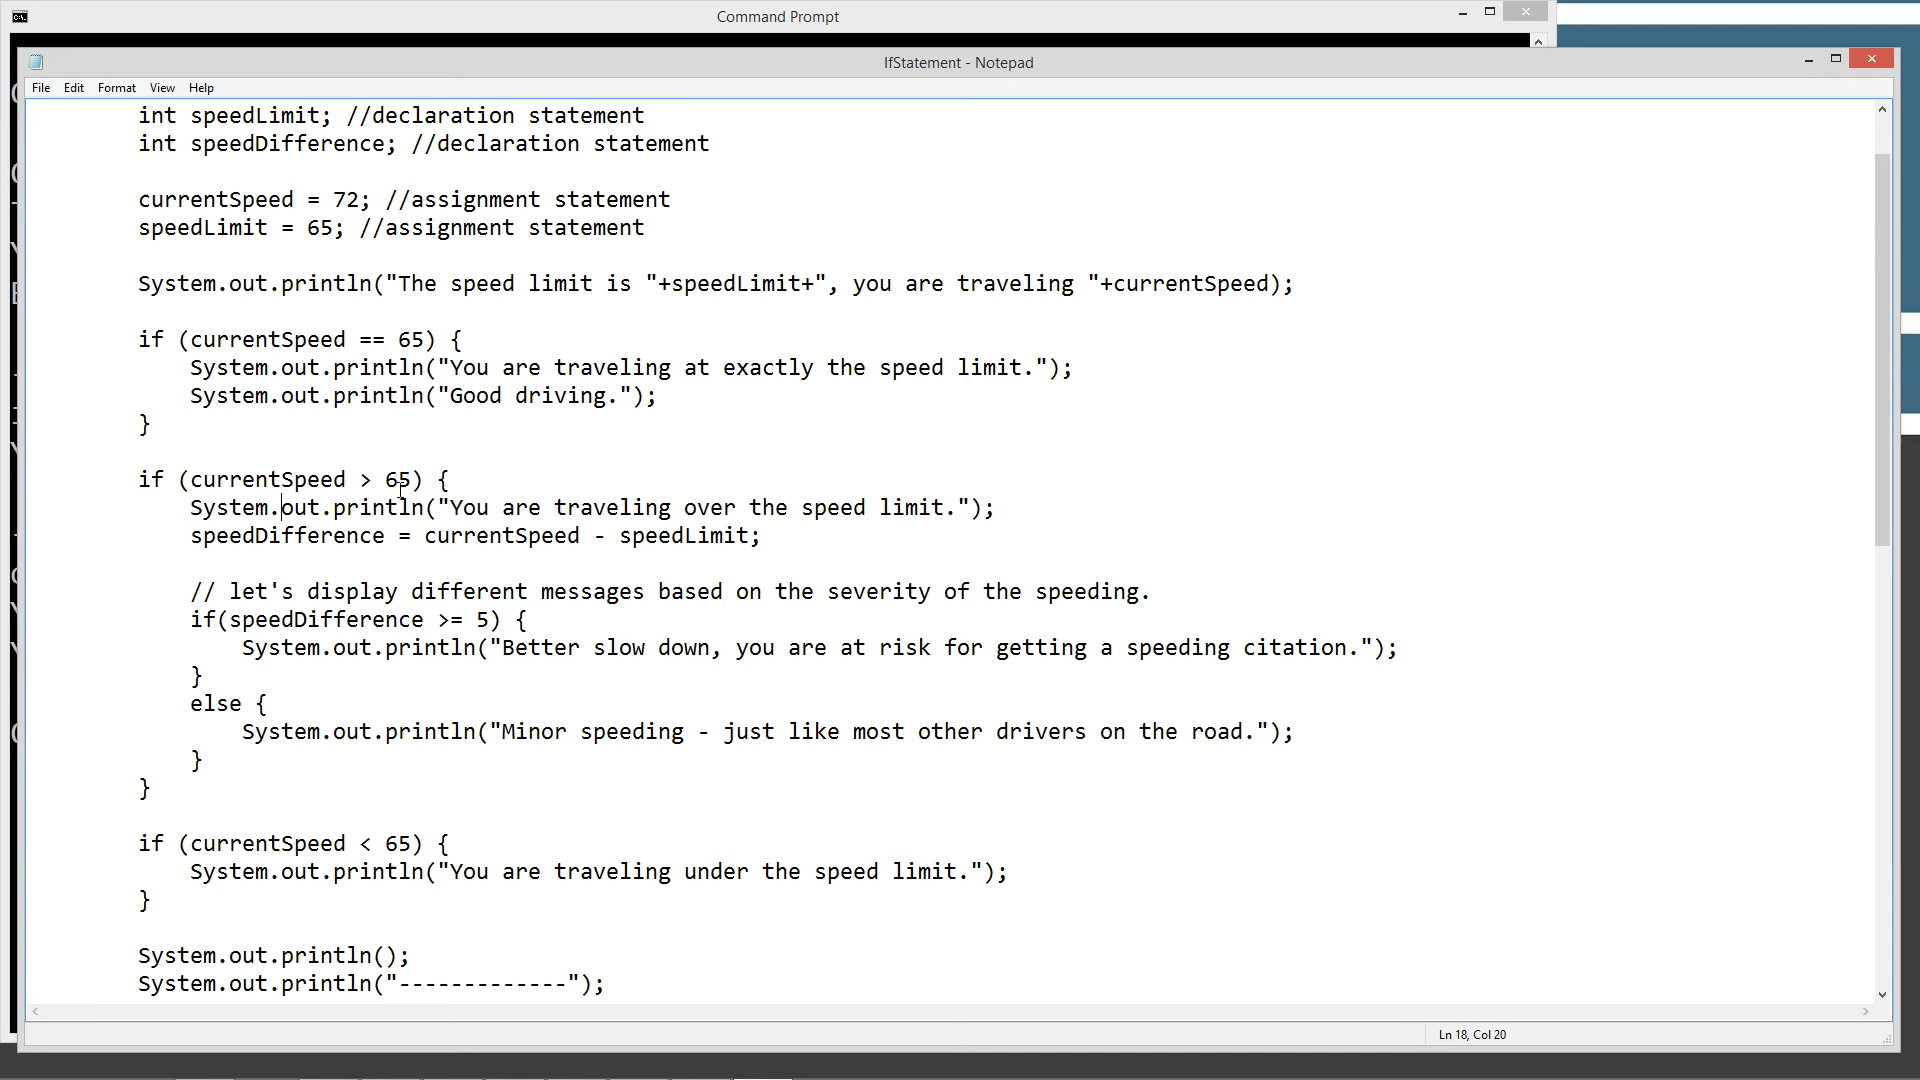 Command Prompt
IfStatement - Notepad
File Edit Format View Help
int speedLimit; //declaration statement
int speedDifference; //declaration statement
currentSpeed = 72; //assignment statement
speedLimit = 65; //assignment statement
System.out.println("The speed limit is "+speedLimit+", you are traveling "+currentSpeed);
if (currentSpeed == 65) {
System.out.println("You are traveling at exactly the speed limit.");
System.out.println("Good driving.");
}
if (currentSpeed > 65) {
System.out.println("You are traveling over the speed limit.");
speedDifference = currentSpeed - speedLimit;
// let's display different messages based on the severity of the speeding.
if(speedDifference >= 5) {
System.out.println("Better slow down, you are at risk for getting a speeding citation.");
}
else {
System.out.println("Minor speeding - just like most other drivers on the road.");
}
}
if (currentSpeed < 65) {
System.out.println("You are traveling under the speed limit.");
}
System.out.println();
System.out.println("-------------");
Ln 18, Col 20